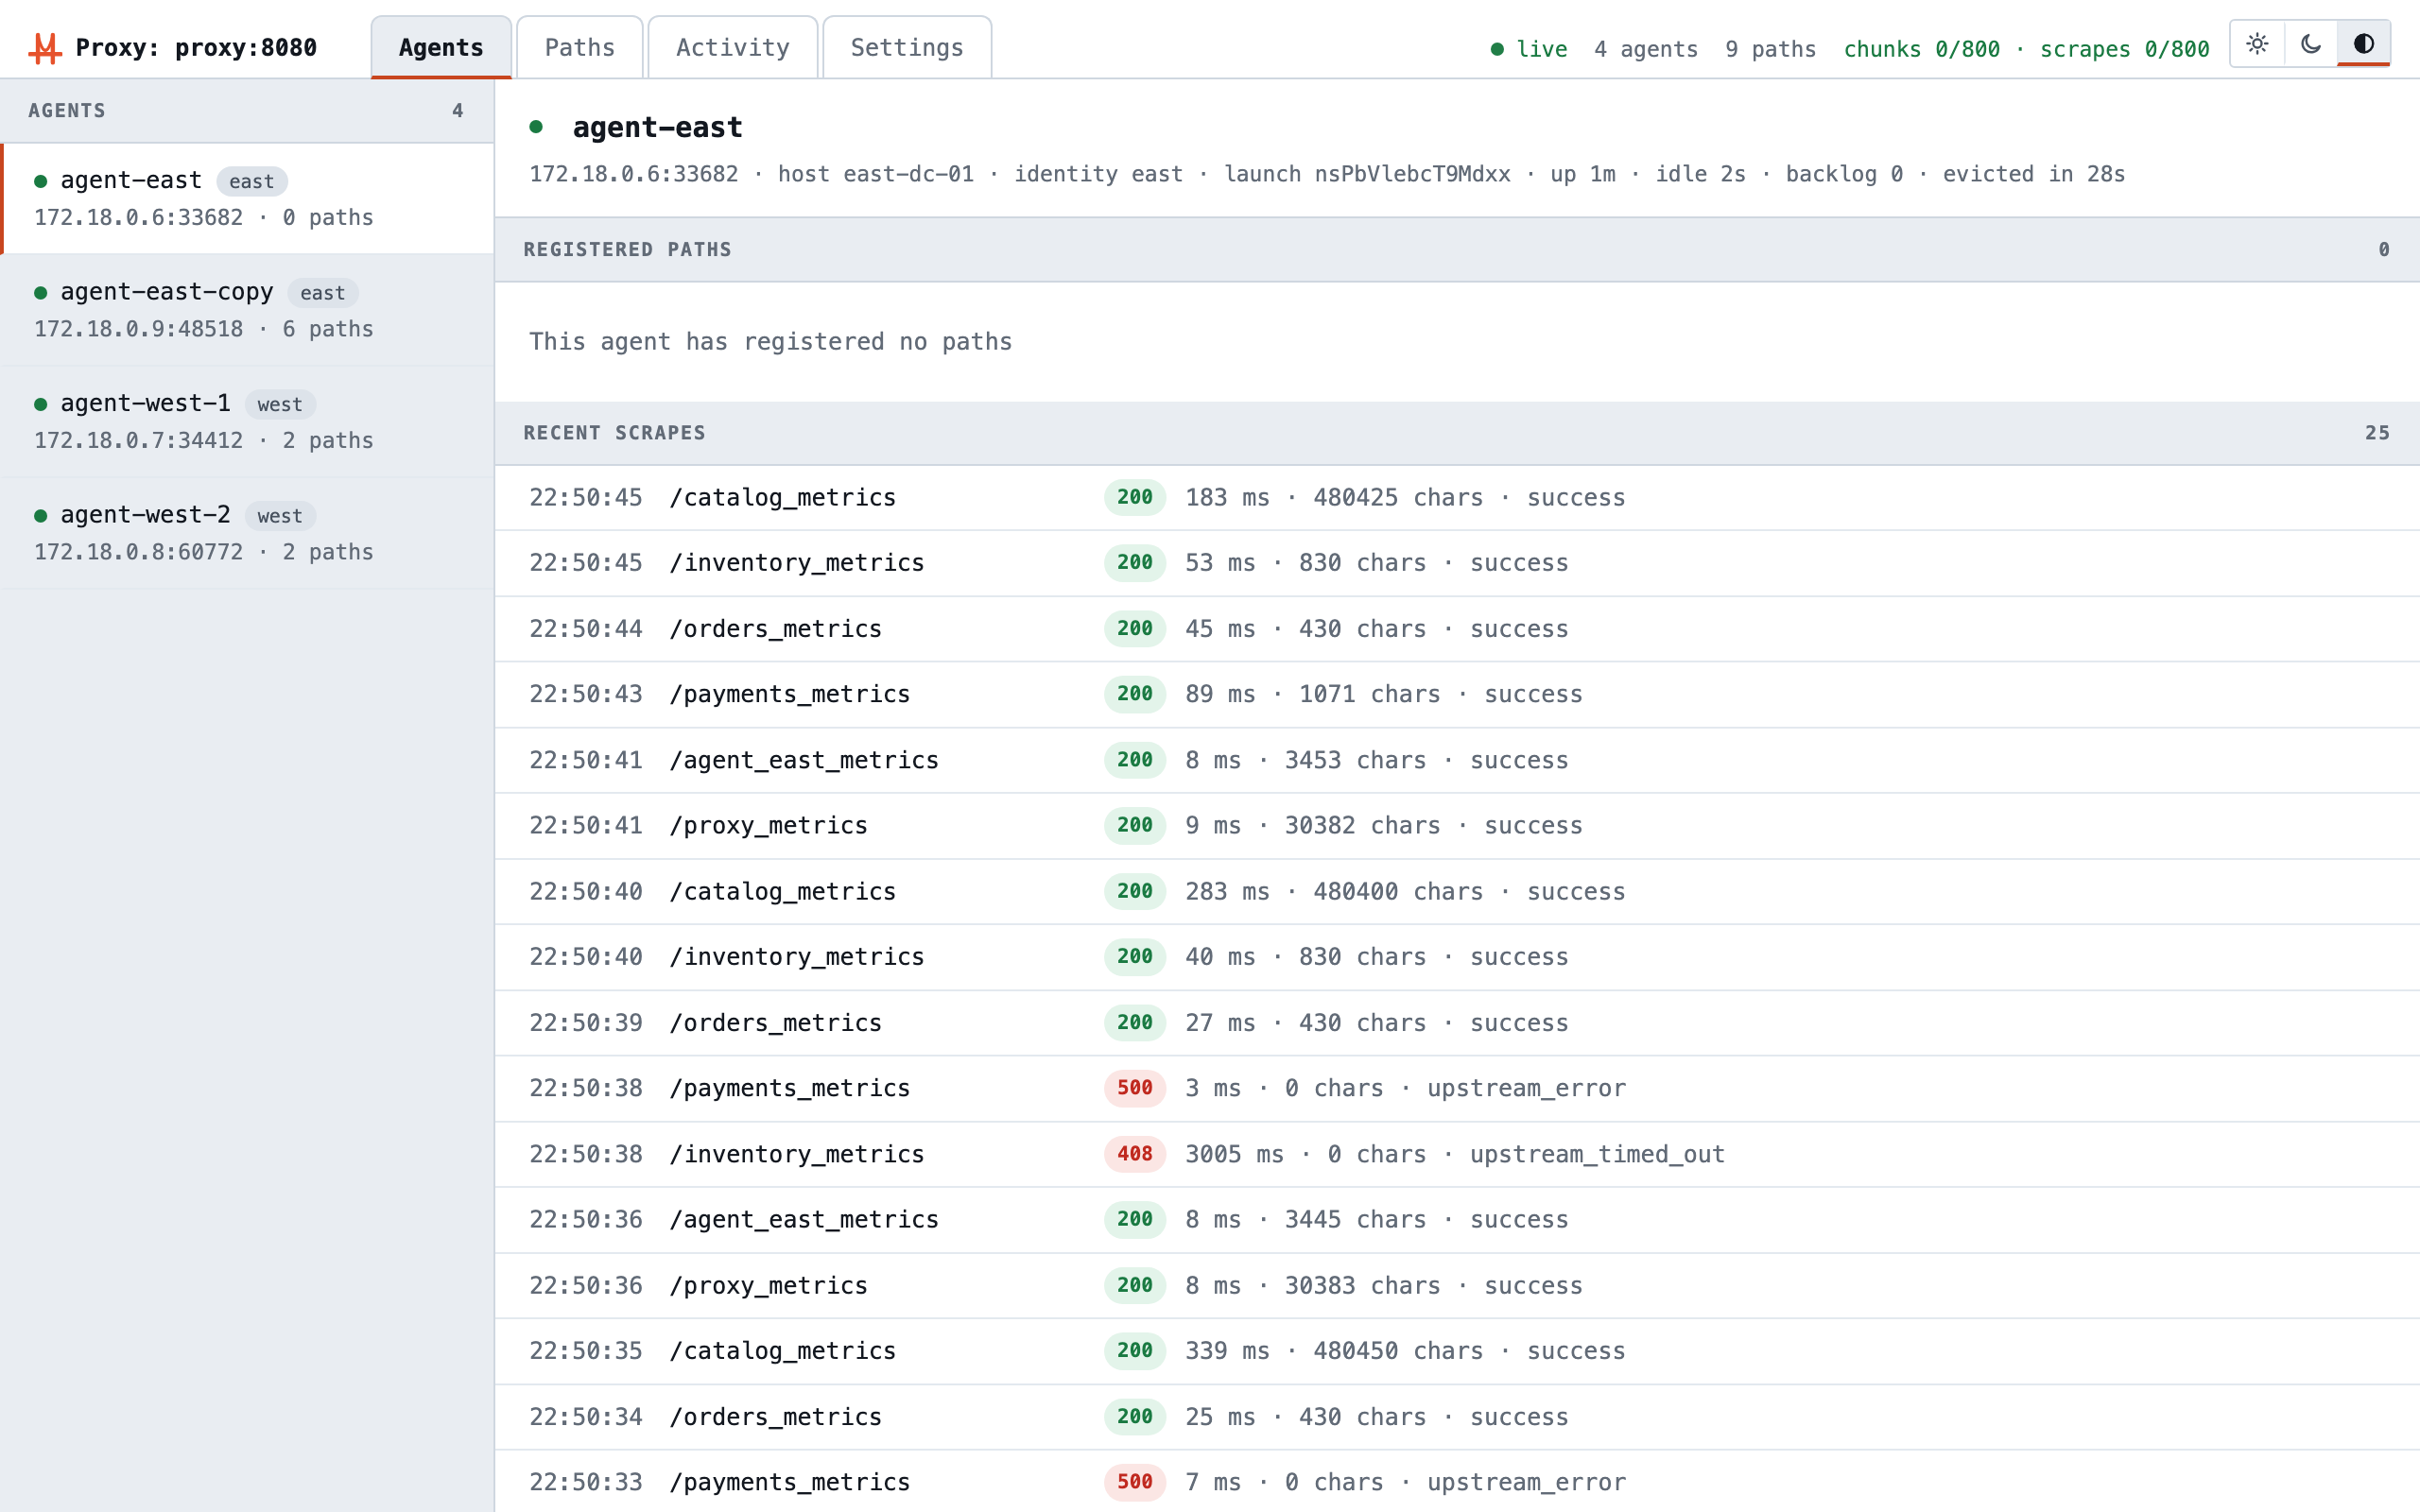 Proxy: proxy:8080 Agents Paths Activity Settings live 4 agents 9 paths chunks 0/800 · scrapes 0/800
AGENTS 4
agent-east east
172.18.0.6:33682 · 0 paths
agent-east-copy east
172.18.0.9:48518 · 6 paths
agent-west-1 west
172.18.0.7:34412 · 2 paths
agent-west-2 west
172.18.0.8:60772 · 2 paths
agent-east
172.18.0.6:33682 · host east-dc-01 · identity east · launch nsPbVlebcT9Mdxx · up 1m · idle 2s · backlog 0 · evicted in 28s
REGISTERED PATHS 0
This agent has registered no paths
RECENT SCRAPES 25
22:50:45 /catalog_metrics 200 183 ms · 480425 chars · success
22:50:45 /inventory_metrics 200 53 ms · 830 chars · success
22:50:44 /orders_metrics 200 45 ms · 430 chars · success
22:50:43 /payments_metrics 200 89 ms · 1071 chars · success
22:50:41 /agent_east_metrics 200 8 ms · 3453 chars · success
22:50:41 /proxy_metrics 200 9 ms · 30382 chars · success
22:50:40 /catalog_metrics 200 283 ms · 480400 chars · success
22:50:40 /inventory_metrics 200 40 ms · 830 chars · success
22:50:39 /orders_metrics 200 27 ms · 430 chars · success
22:50:38 /payments_metrics 500 3 ms · 0 chars · upstream_error
22:50:38 /inventory_metrics 408 3005 ms · 0 chars · upstream_timed_out
22:50:36 /agent_east_metrics 200 8 ms · 3445 chars · success
22:50:36 /proxy_metrics 200 8 ms · 30383 chars · success
22:50:35 /catalog_metrics 200 339 ms · 480450 chars · success
22:50:34 /orders_metrics 200 25 ms · 430 chars · success
22:50:33 /payments_metrics 500 7 ms · 0 chars · upstream_error